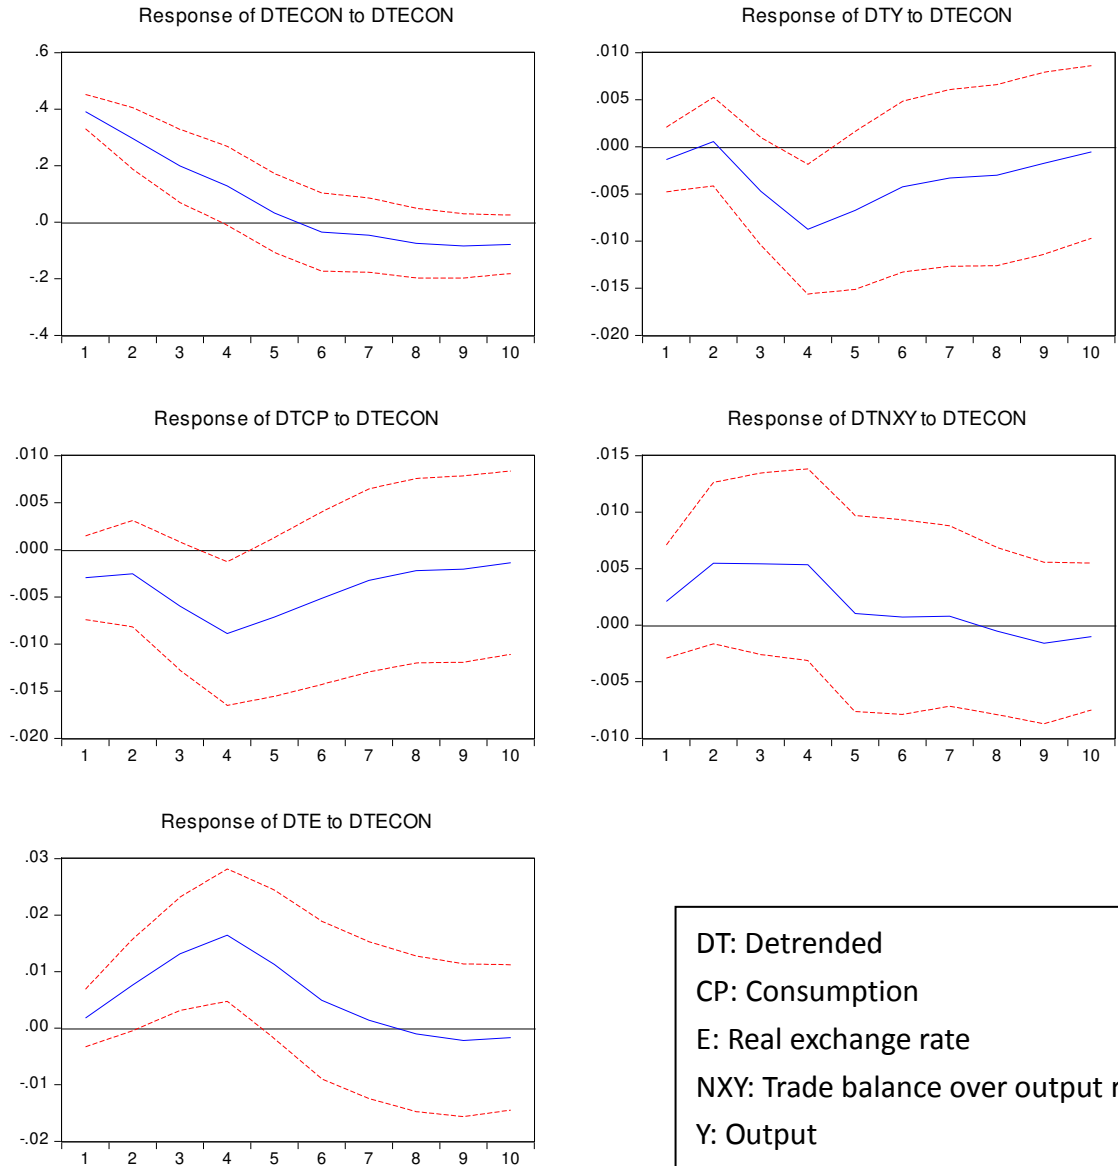 Response of DTECON to DTECON
.6
.4
.2
.0
-.2
-.4
1 2 3 4 5 6 7 8 9 10
Response of DTY to DTECON
.010
.005
.000
-.005
-.010
-.015
-.020
1 2 3 4 5 6 7 8 9 10
Response of DTCP to DTECON
.010
.005
.000
-.005
-.010
-.015
-.020
1 2 3 4 5 6 7 8 9 10
Response of DTNXY to DTECON
.015
.010
.005
.000
-.005
-.010
1 2 3 4 5 6 7 8 9 10
Response of DTE to DTECON
.03
.02
.01
.00
-.01
-.02
1 2 3 4 5 6 7 8 9 10
DT: Detrended
CP: Consumption
E: Real exchange rate
NXY: Trade balance over output
Y: Output